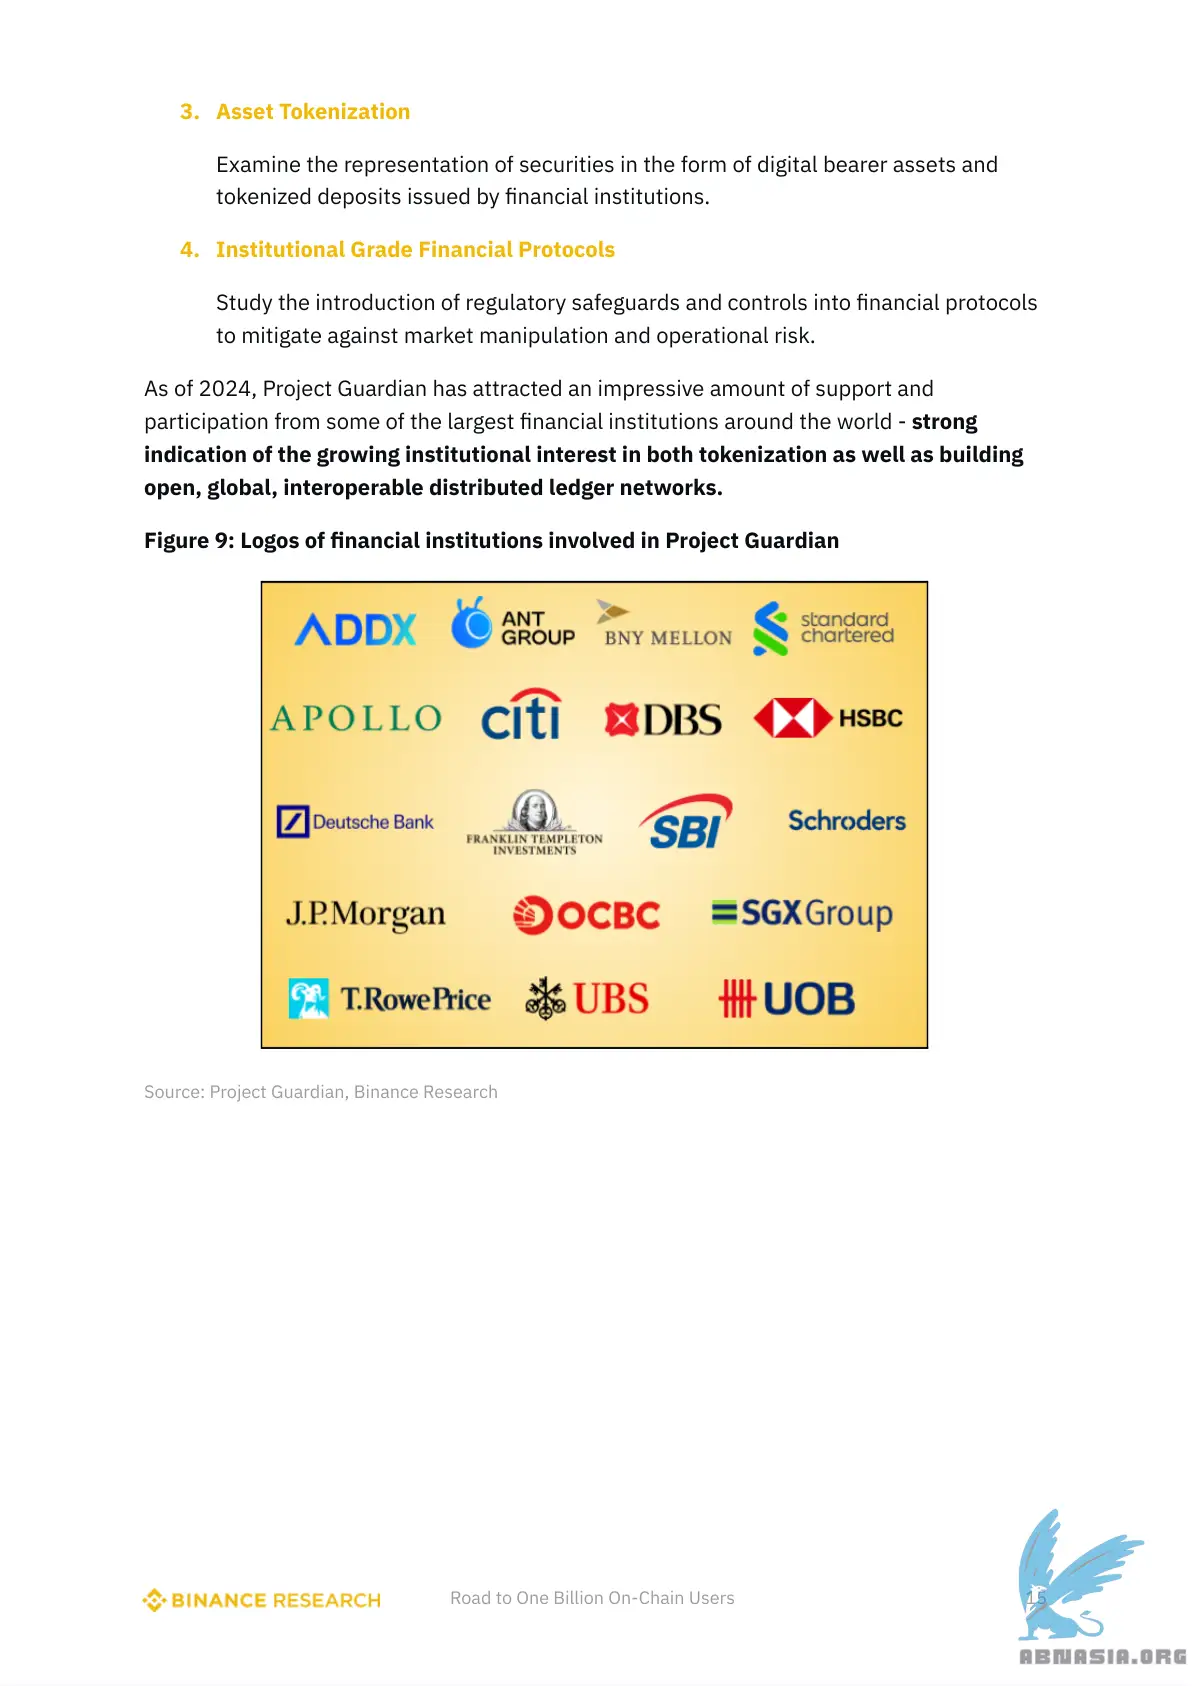 3. Asset Tokenization
Examine the representation of securities in the form of digital bearer assets and
tokenized deposits issued by financial institutions.
4. Institutional Grade Financial Protocols
Study the introduction of regulatory safeguards and controls into financial protocols
to mitigate against market manipulation and operational risk.
As of 2024, Project Guardian has attracted an impressive amount of support and
participation from some of the largest financial institutions around the world - strong
indication of the growing institutional interest in both tokenization as well as building
open, global, interoperable distributed ledger networks.
Figure 9: Logos of financial institutions involved in Project Guardian
ADDX
ANT
GROUP
BNY MELLON
standard
chartered
APOLLO
citi
DBS
HSBC
Deutsche Bank
FRANKLIN TEMPLETON
INVESTMENTS
SBI
Schroders
J.P.Morgan
OCBC
SGX Group
T.RowePrice
UBS
UOB
Source: Project Guardian, Binance Research
BINANCE RESEARCH
Road to One Billion On-Chain Users
15
ABNASIA.ORG